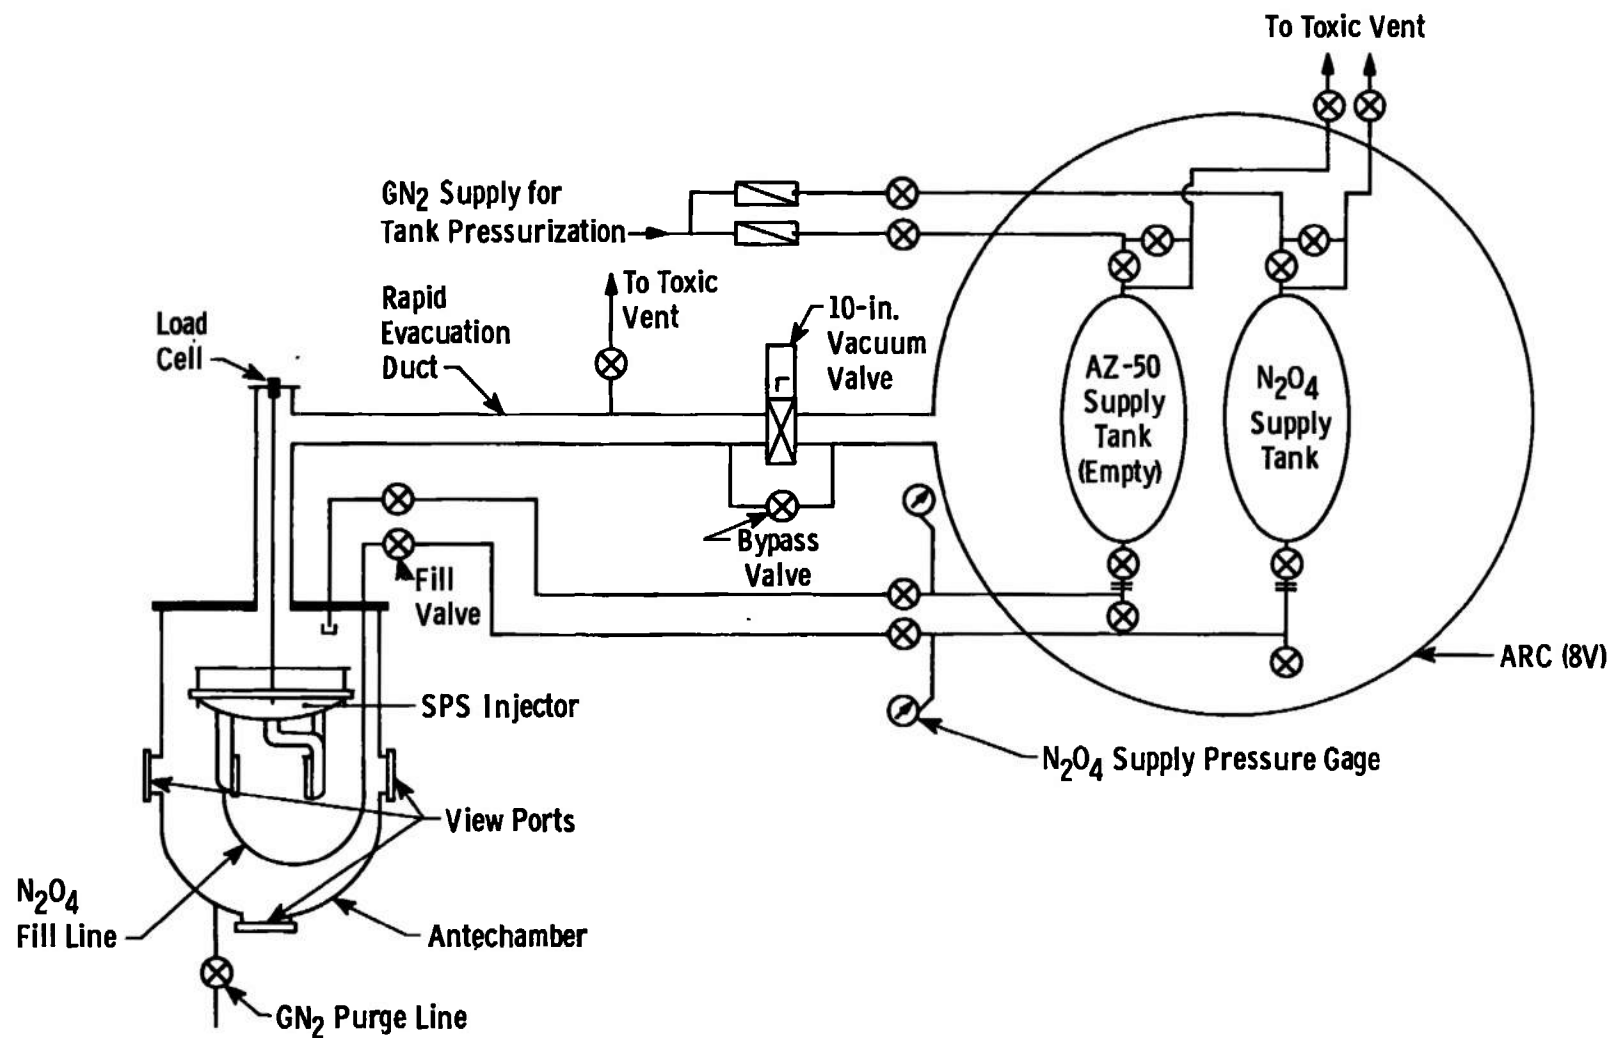 To Toxic Vent
GN2 Supply for
Tank Pressurization
To Toxic
Vent
10-in.
Vacuum
Valve
Rapid
Evacuation
Duct
Load
Cell
AZ-50
Supply
Tank
(Empty)
N2O4
Supply
Tank
Bypass
Valve
Fill
Valve
ARC (8V)
SPS Injector
N2O4 Supply Pressure Gage
View Ports
N2O4
Fill Line
Antechamber
GN2 Purge Line